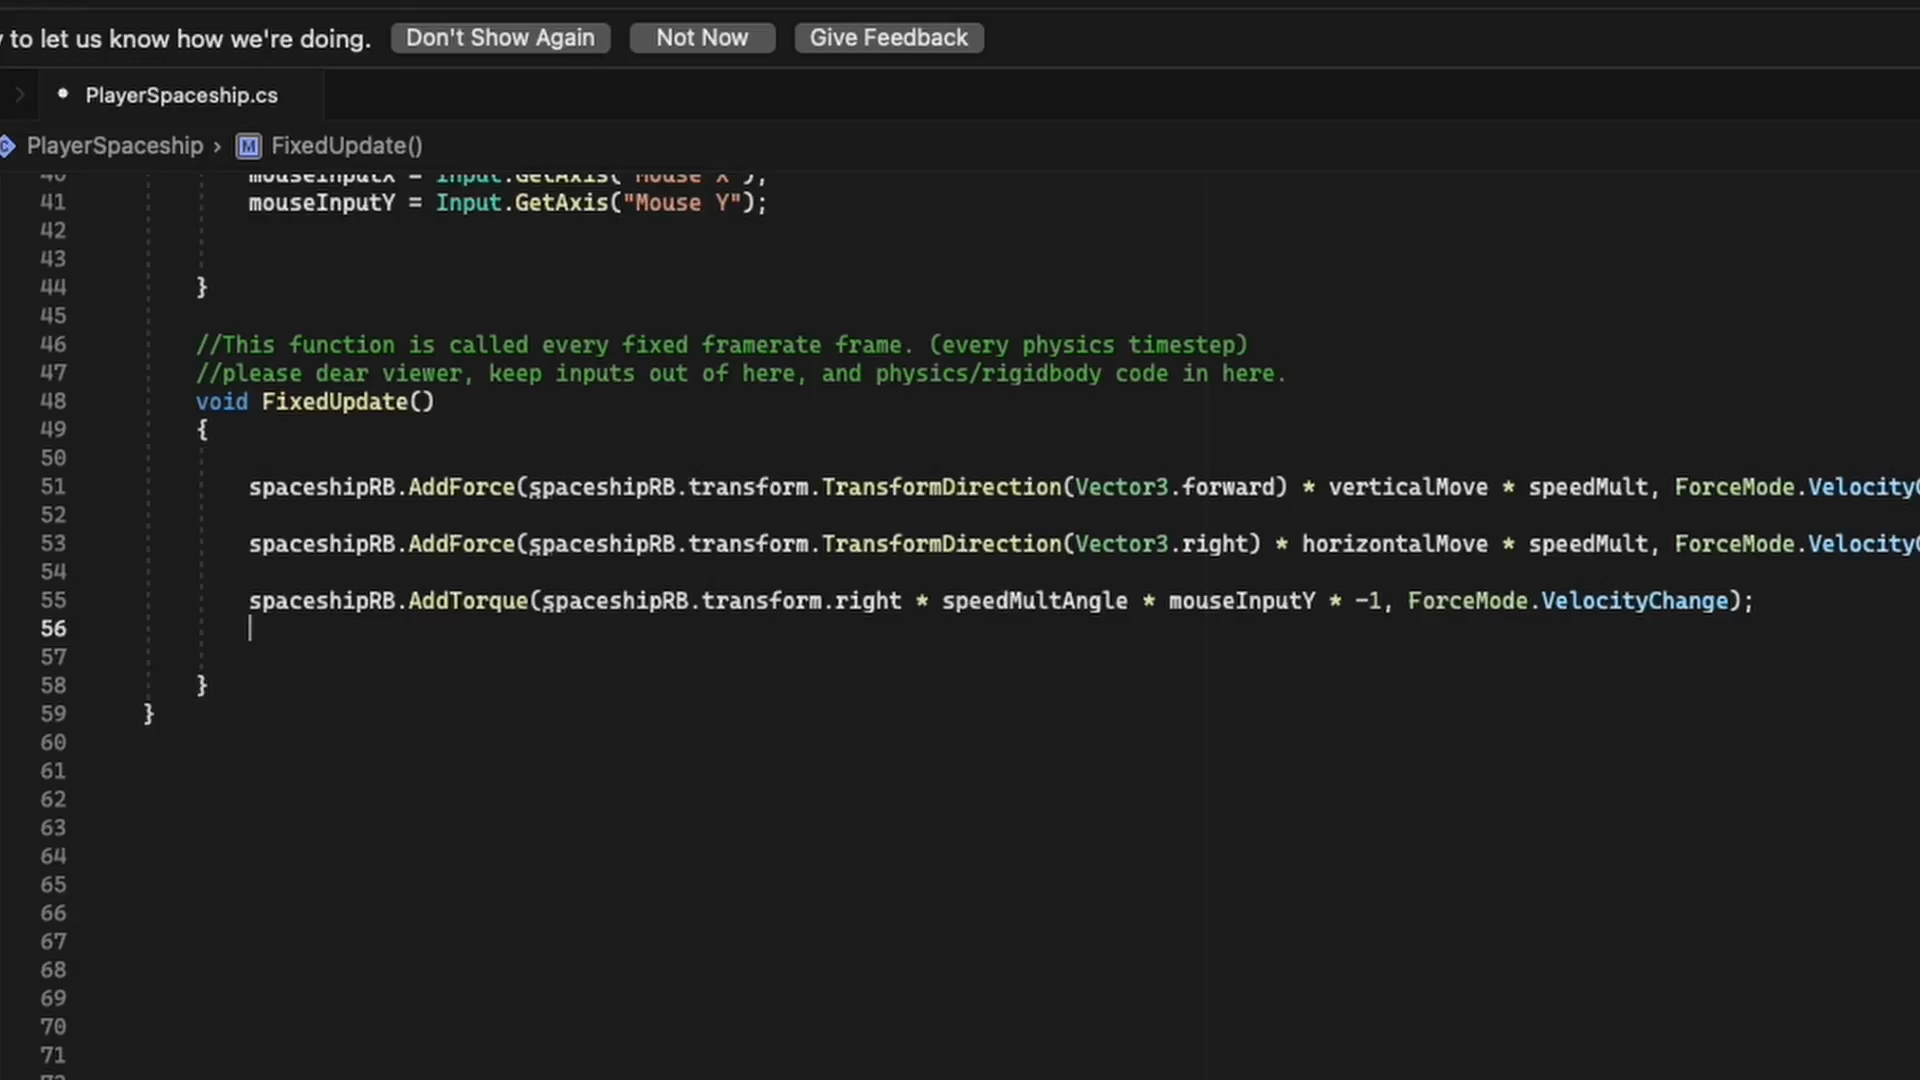 to let us know how we're doing. Don't Show Again Not Now Give Feedback
PlayerSpaceship.cs
PlayerSpaceship › M FixedUpdate()
40 mouseInputX = Input.GetAxis("Mouse X");
41 mouseInputY = Input.GetAxis("Mouse Y");
42
43
44 }
45
46 //This function is called every fixed framerate frame. (every physics timestep)
47 //please dear viewer, keep inputs out of here, and physics/rigidbody code in here.
48 void FixedUpdate()
49 {
50
51 spaceshipRB.AddForce(spaceshipRB.transform.TransformDirection(Vector3.forward) * verticalMove * speedMult, ForceMode.Velocity
52
53 spaceshipRB.AddForce(spaceshipRB.transform.TransformDirection(Vector3.right) * horizontalMove * speedMult, ForceMode.Velocity
54
55 spaceshipRB.AddTorque(spaceshipRB.transform.right * speedMultAngle * mouseInputY * -1, ForceMode.VelocityChange);
56
57
58 }
59 }
60
61
62
63
64
65
66
67
68
69
70
71